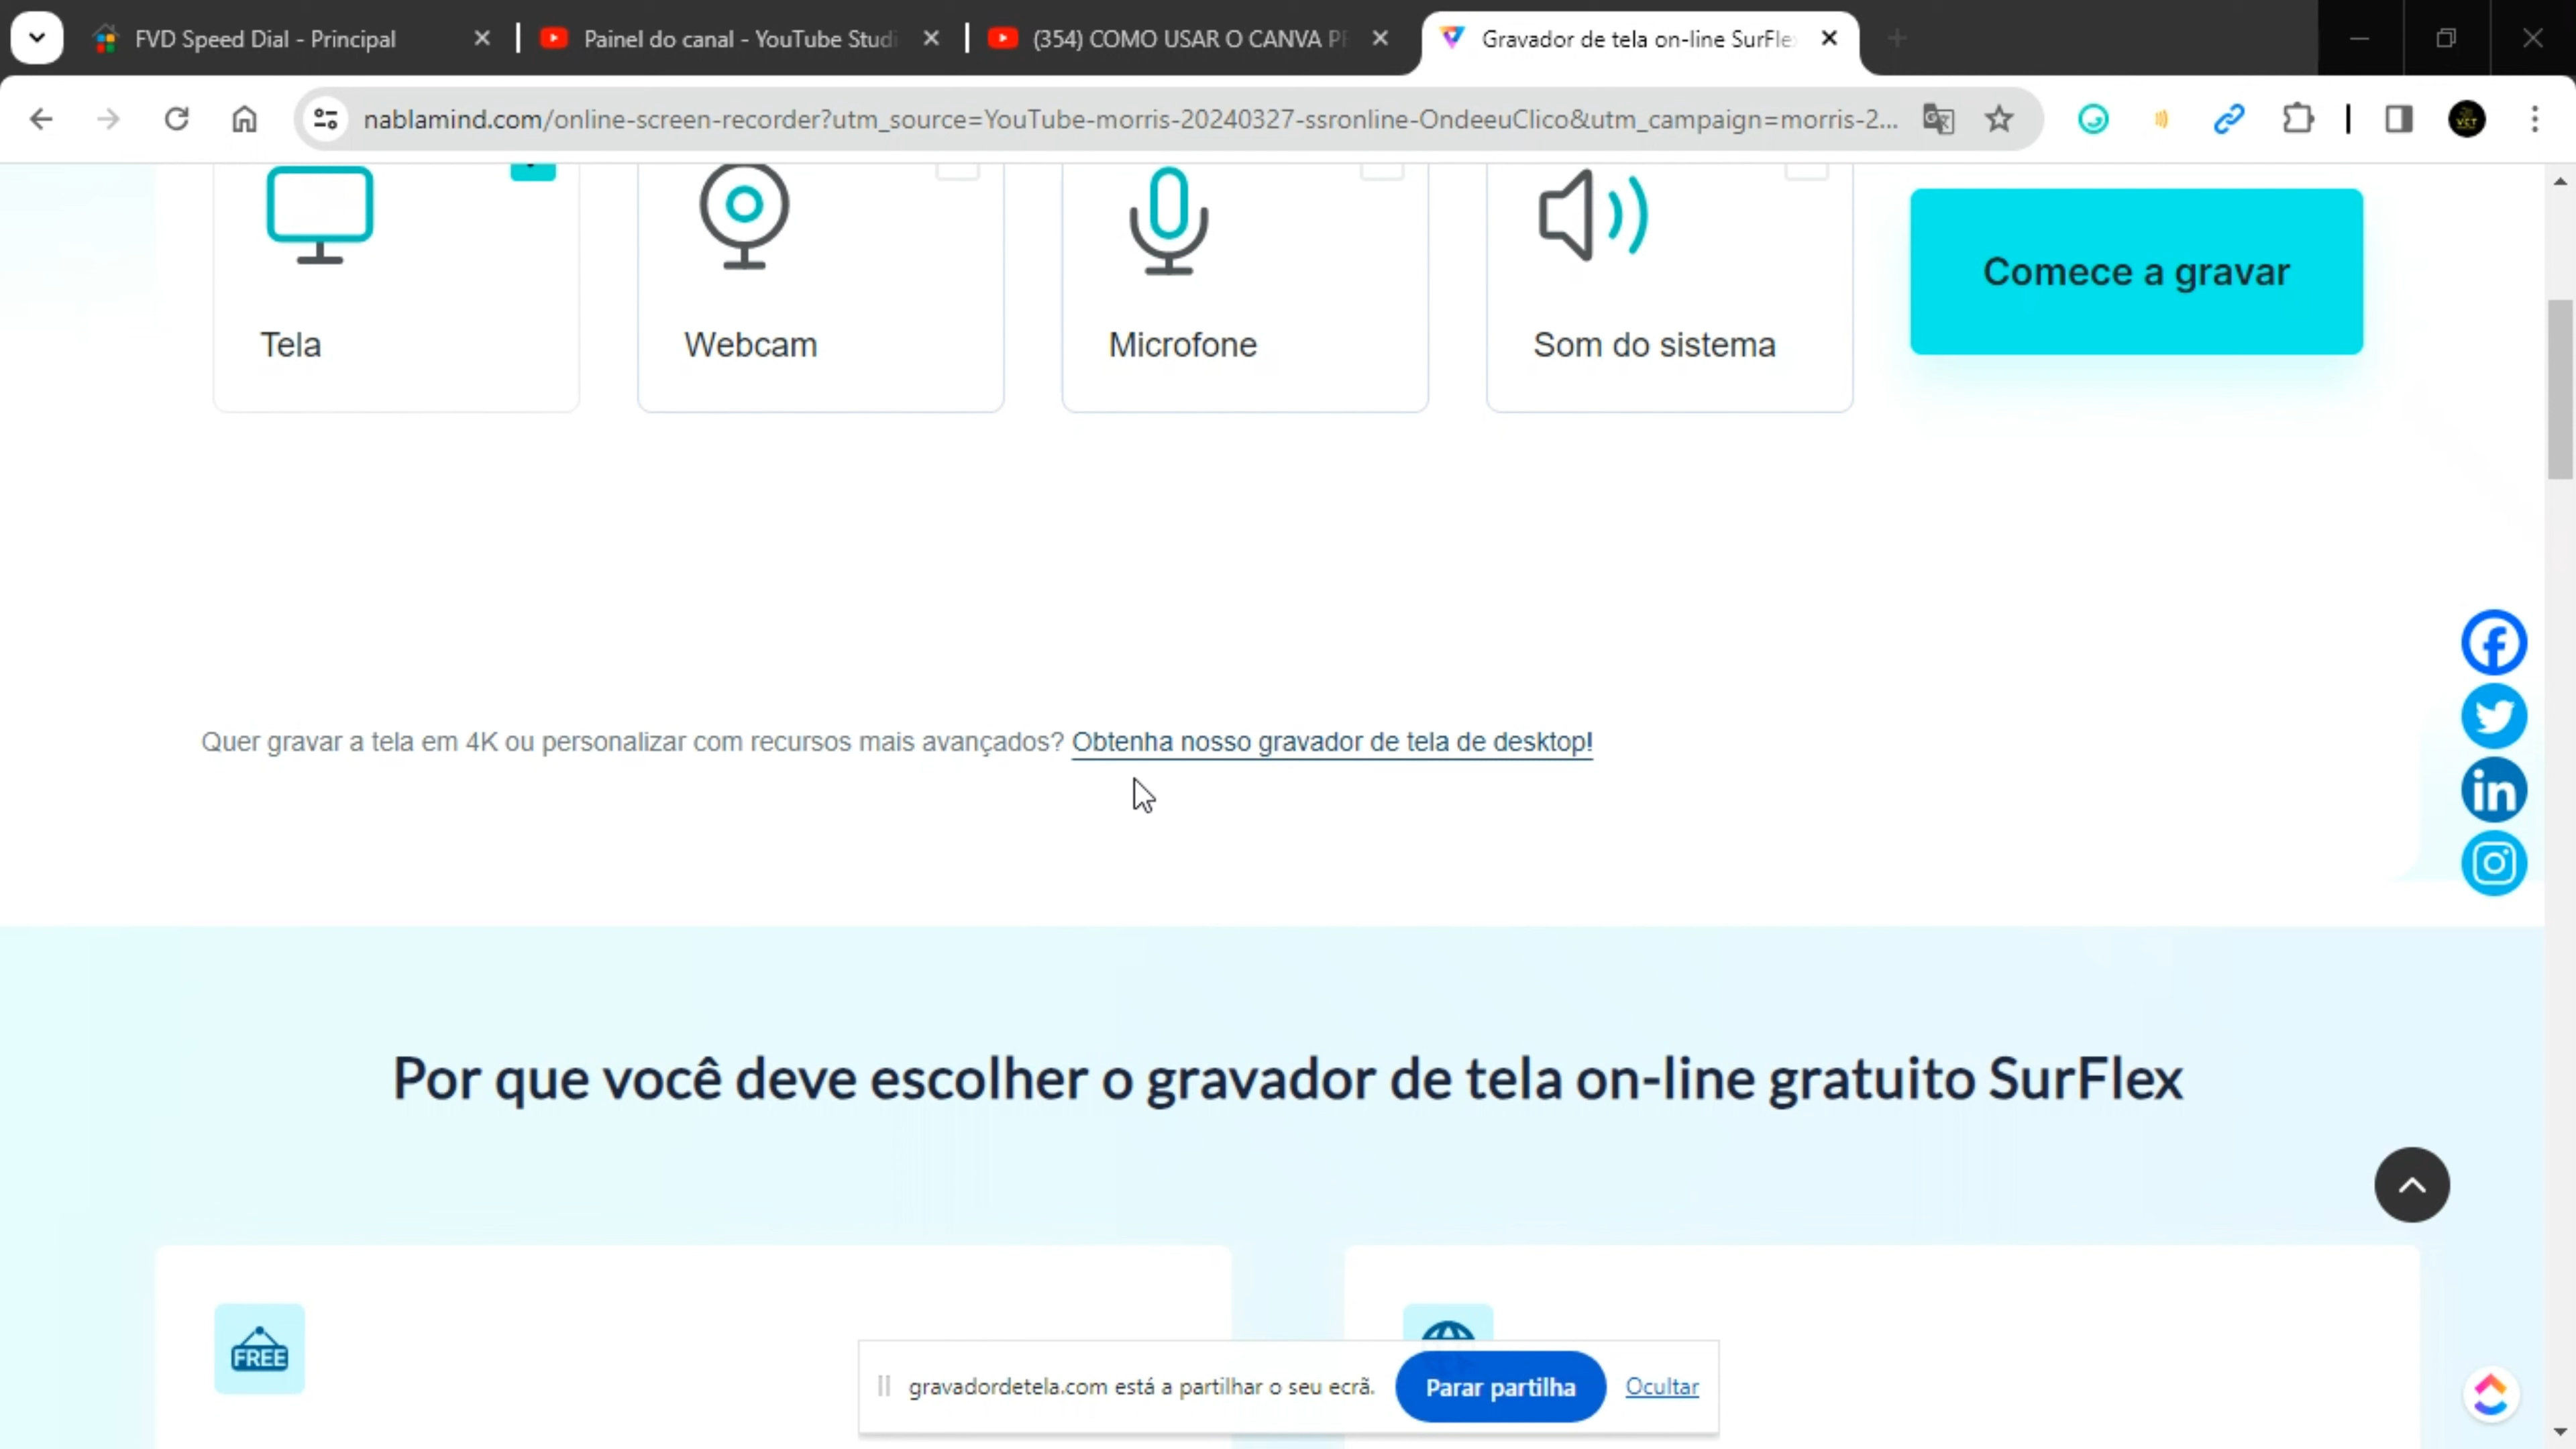 FVD Speed Dial - Principal
Painel do canal - YouTube Studi
(354) COMO USAR O CANVA P
Gravador de tela on-line SurFle
nablamind.com/online-screen-recorder?utm_source=YouTube-morris-20240327-ssronline-OndeeuClico&utm_campaign=morris-2...
Tela
Webcam
Microfone
Som do sistema
Comece a gravar
Quer gravar a tela em 4K ou personalizar com recursos mais avançados? Obtenha nosso gravador de tela de desktop!
Por que você deve escolher o gravador de tela on-line gratuito SurFlex
FREE
gravadordetela.com está a partilhar o seu ecrã.
Parar partilha
Ocultar